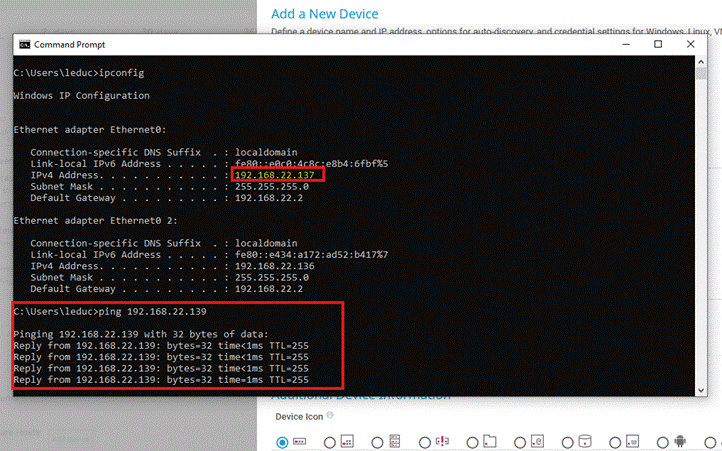 Add a New Device
Define a device name and IP address, options for auto-discovery, and credential settings for Windows, Linux, VM
Command Prompt
C:\Users\leduc>ipconfig
Windows IP Configuration
Ethernet adapter Ethernet0:
Connection-specific DNS Suffix . : localdomain
Link-local IPv6 Address . . . . . : fe80::e0c0:4c8c:e8b4:6fbf%5
IPv4 Address. . . . . . . . . . . : 192.168.22.137
Subnet Mask . . . . . . . . . . . : 255.255.255.0
Default Gateway . . . . . . . . . : 192.168.22.2
Ethernet adapter Ethernet0 2:
Connection-specific DNS Suffix . : localdomain
Link-local IPv6 Address . . . . . : fe80::e434:a172:ad52:b417%7
IPv4 Address. . . . . . . . . . . : 192.168.22.136
Subnet Mask . . . . . . . . . . . : 255.255.255.0
Default Gateway . . . . . . . . . : 192.168.22.2
C:\Users\leduc>ping 192.168.22.139
Pinging 192.168.22.139 with 32 bytes of data:
Reply from 192.168.22.139: bytes=32 time<1ms TTL=255
Reply from 192.168.22.139: bytes=32 time<1ms TTL=255
Reply from 192.168.22.139: bytes=32 time<1ms TTL=255
Reply from 192.168.22.139: bytes=32 time<1ms TTL=255
Additional Device Information
Device Icon